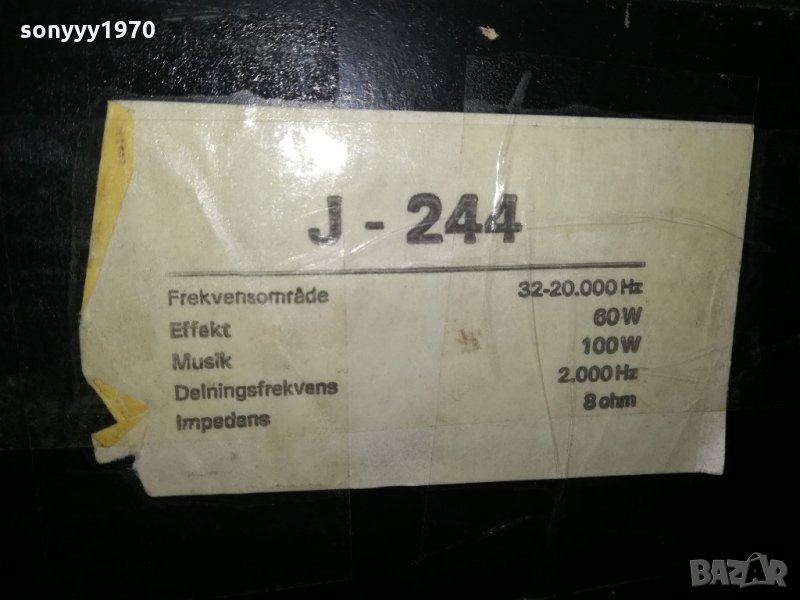 sonyyy1970
J - 244
Frekvensområde 32-20.000 Hz
Effekt 60 W
Musik 100 W
Delningsfrekvens 2.000 Hz
Impedans 8 ohm
BAZAR